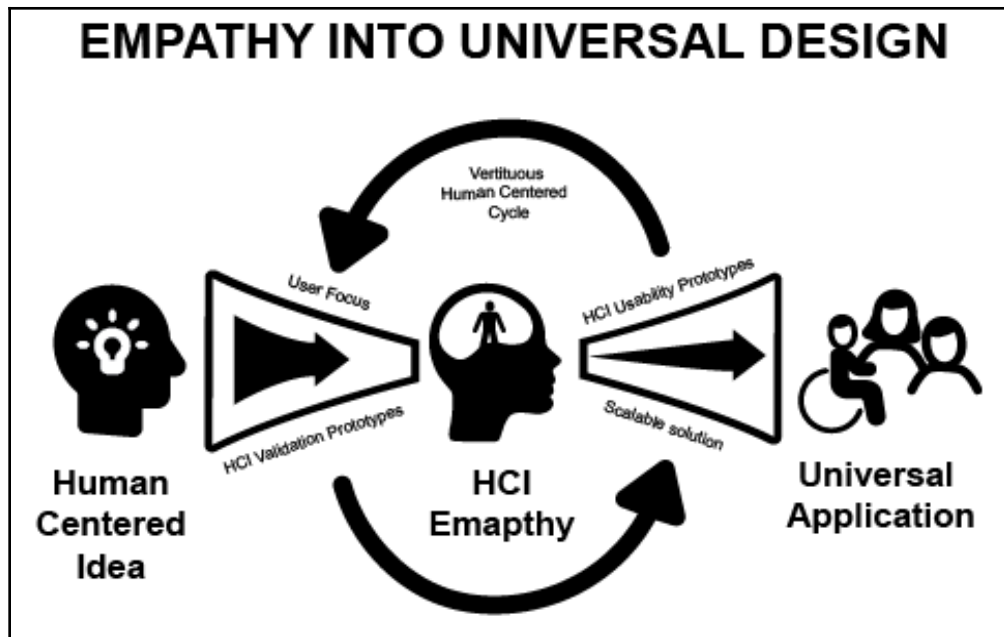 EMPATHY INTO UNIVERSAL DESIGN
Vertituous
Human Centered
Cycle
User Focus
HCI Usability Prototypes
HCI Validation Prototypes
Scalable solution
Human
Centered
Idea
HCI
Emapthy
Universal
Application